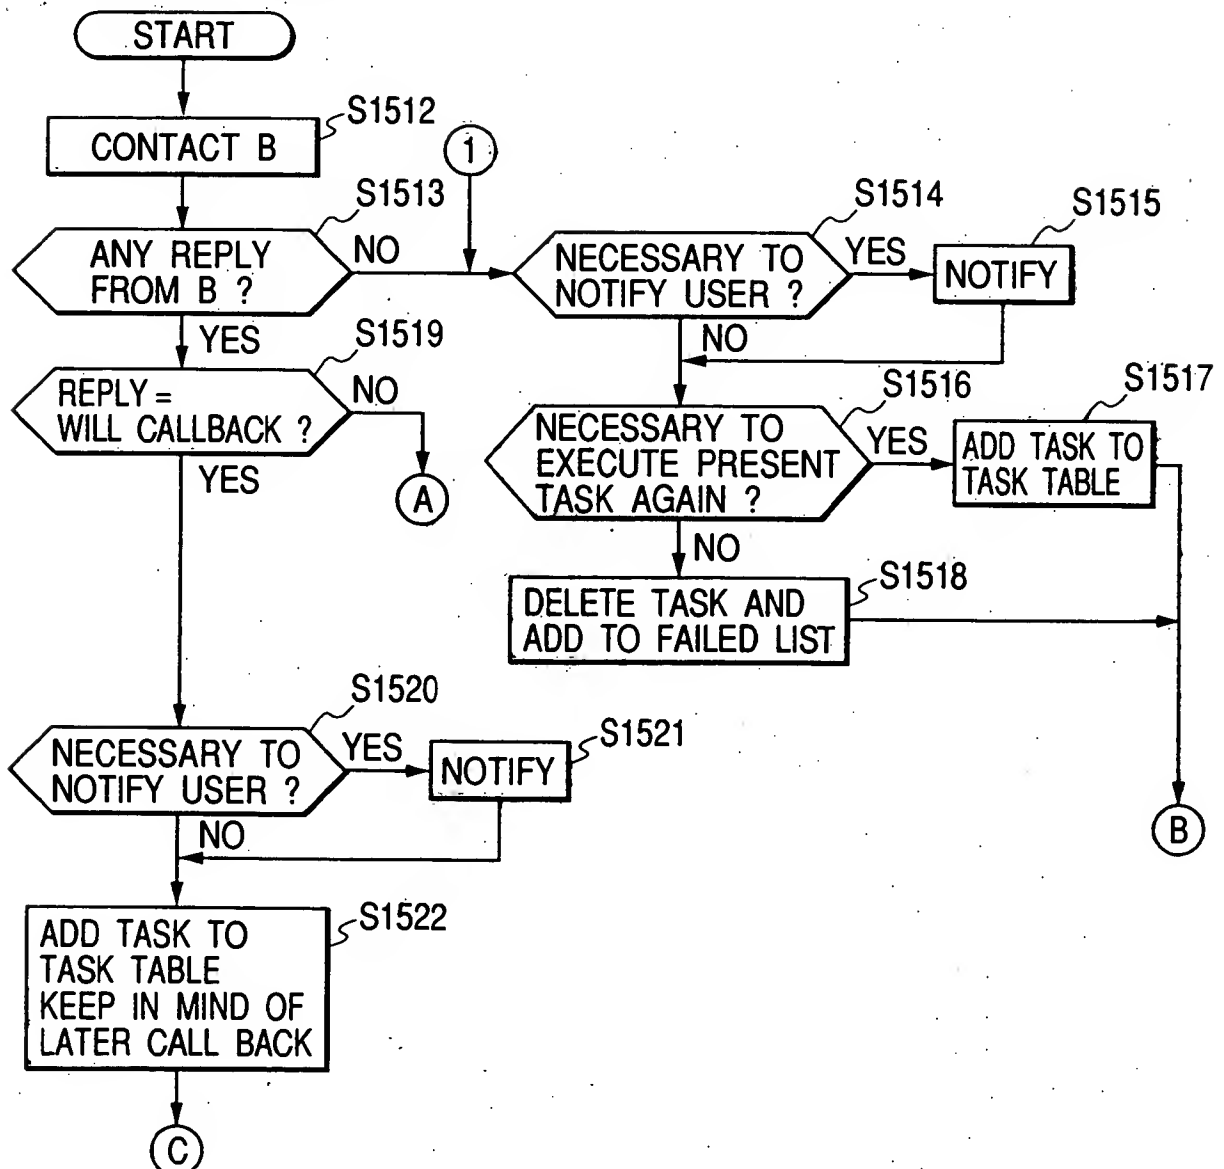 START
S1512
CONTACT B
1
S1513
ANY REPLY
FROM B ?
NO
YES
S1514
NECESSARY TO
NOTIFY USER ?
YES
NO
S1515
NOTIFY
S1519
REPLY =
WILL CALLBACK ?
NO
YES
A
S1516
NECESSARY TO
EXECUTE PRESENT
TASK AGAIN ?
YES
NO
S1517
ADD TASK TO
TASK TABLE
S1518
DELETE TASK AND
ADD TO FAILED LIST
B
S1520
NECESSARY TO
NOTIFY USER ?
YES
NO
S1521
NOTIFY
S1522
ADD TASK TO
TASK TABLE
KEEP IN MIND OF
LATER CALL BACK
C